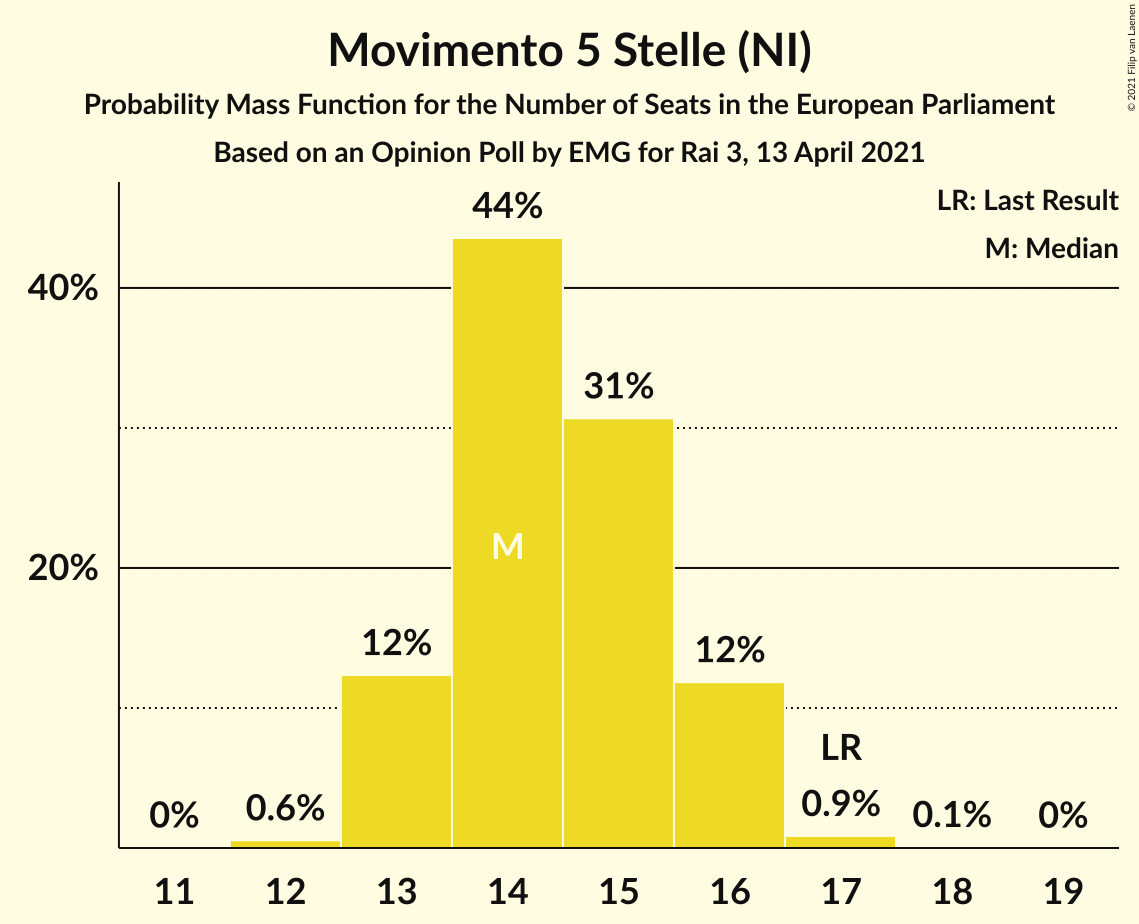 Movimento 5 Stelle (NI)
Probability Mass Function for the Number of Seats in the European Parliament
Based on an Opinion Poll by EMG for Rai 3, 13 April 2021
© 2021 Filip van Laenen
LR: Last Result
M: Median
40%
20%
0%
0.6%
12%
44%
M
31%
12%
LR
0.9%
0.1%
0%
11 12 13 14 15 16 17 18 19